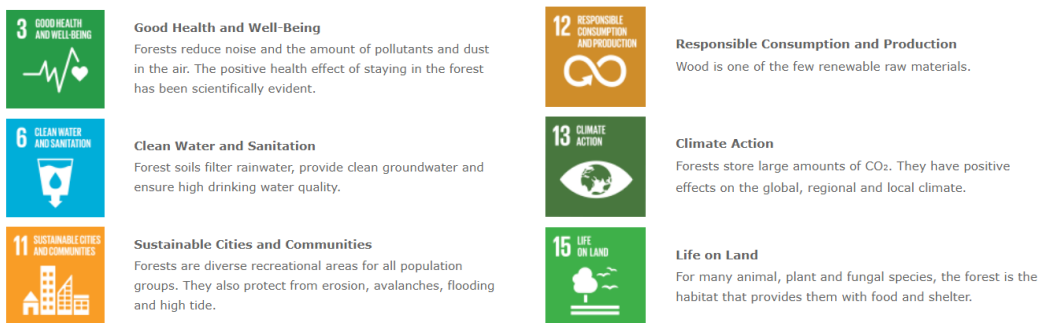 3 GOOD HEALTH
AND WELL-BEING
Good Health and Well-Being
Forests reduce noise and the amount of pollutants and dust
in the air. The positive health effect of staying in the forest
has been scientifically evident.
6 CLEAN WATER
AND SANITATION
Clean Water and Sanitation
Forest soils filter rainwater, provide clean groundwater and
ensure high drinking water quality.
11 SUSTAINABLE CITIES
AND COMMUNITIES
Sustainable Cities and Communities
Forests are diverse recreational areas for all population
groups. They also protect from erosion, avalanches, flooding
and high tide.
12 RESPONSIBLE
CONSUMPTION
AND PRODUCTION
Responsible Consumption and Production
Wood is one of the few renewable raw materials.
13 CLIMATE
ACTION
Climate Action
Forests store large amounts of CO₂. They have positive
effects on the global, regional and local climate.
15 LIFE
ON LAND
Life on Land
For many animal, plant and fungal species, the forest is the
habitat that provides them with food and shelter.